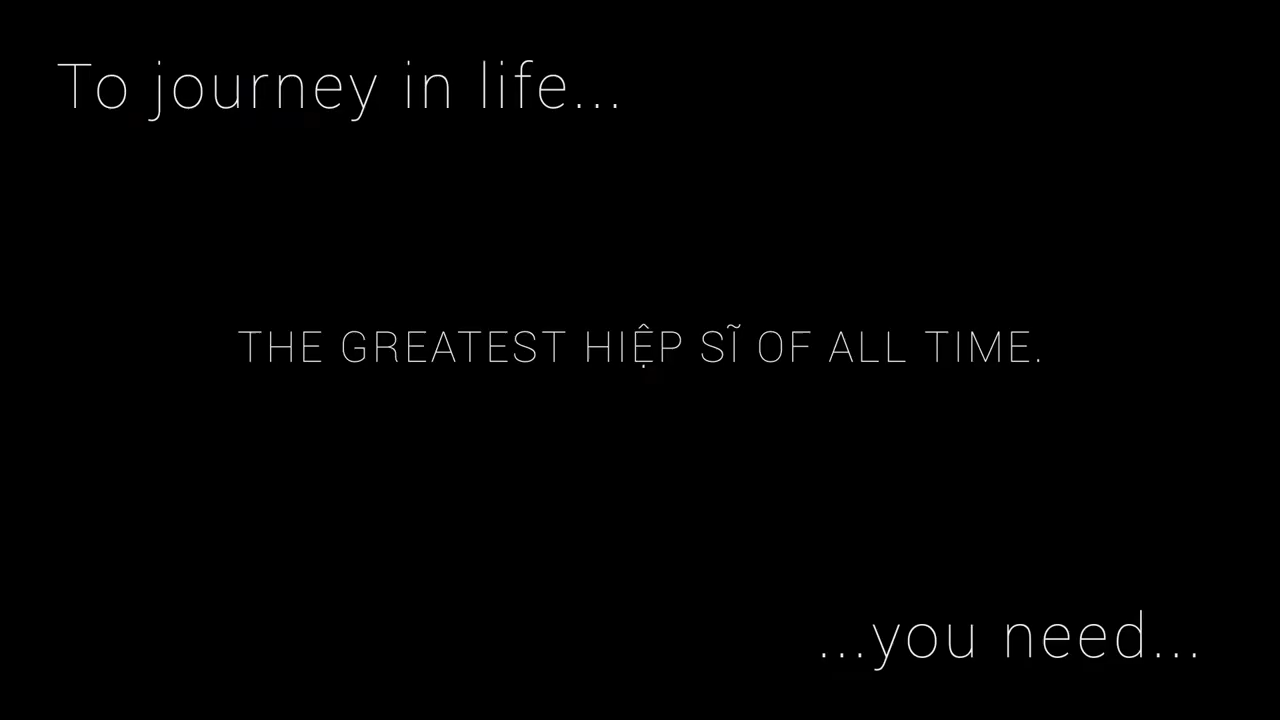 To journey in life...
THE GREATEST HIỆP SĨ OF ALL TIME.
...you need...